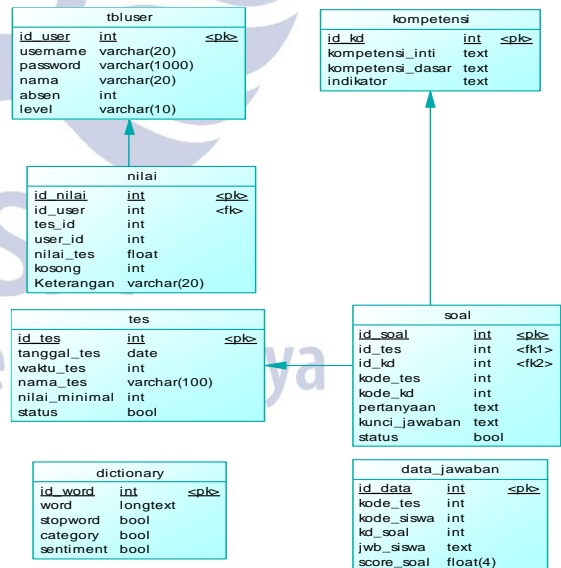 tbluser
id_user int <pk>
username varchar(20)
password varchar(1000)
nama varchar(20)
absen int
level varchar(10)
kompetensi
id_kd int <pk>
kompetensi_inti text
kompetensi_dasar text
indikator text
nilai
id_nilai int <pk>
id_user int <fk>
tes_id int
user_id int
nilai_tes float
kosong int
Keterangan varchar(20)
tes
id_tes int <pk>
tanggal_tes date
waktu_tes int
nama_tes varchar(100)
nilai_minimal int
status bool
soal
id_soal int <pk>
id_tes int <fk1>
id_kd int <fk2>
kode_tes int
kode_kd int
pertanyaan text
kunci_jawaban text
status bool
ya
dictionary
id_word int <pk>
word longtext
stopword bool
category bool
sentiment bool
data_jawaban
id_data int <pk>
kode_tes int
kode_siswa int
kd_soal int
jwb_siswa text
score_soal float(4)